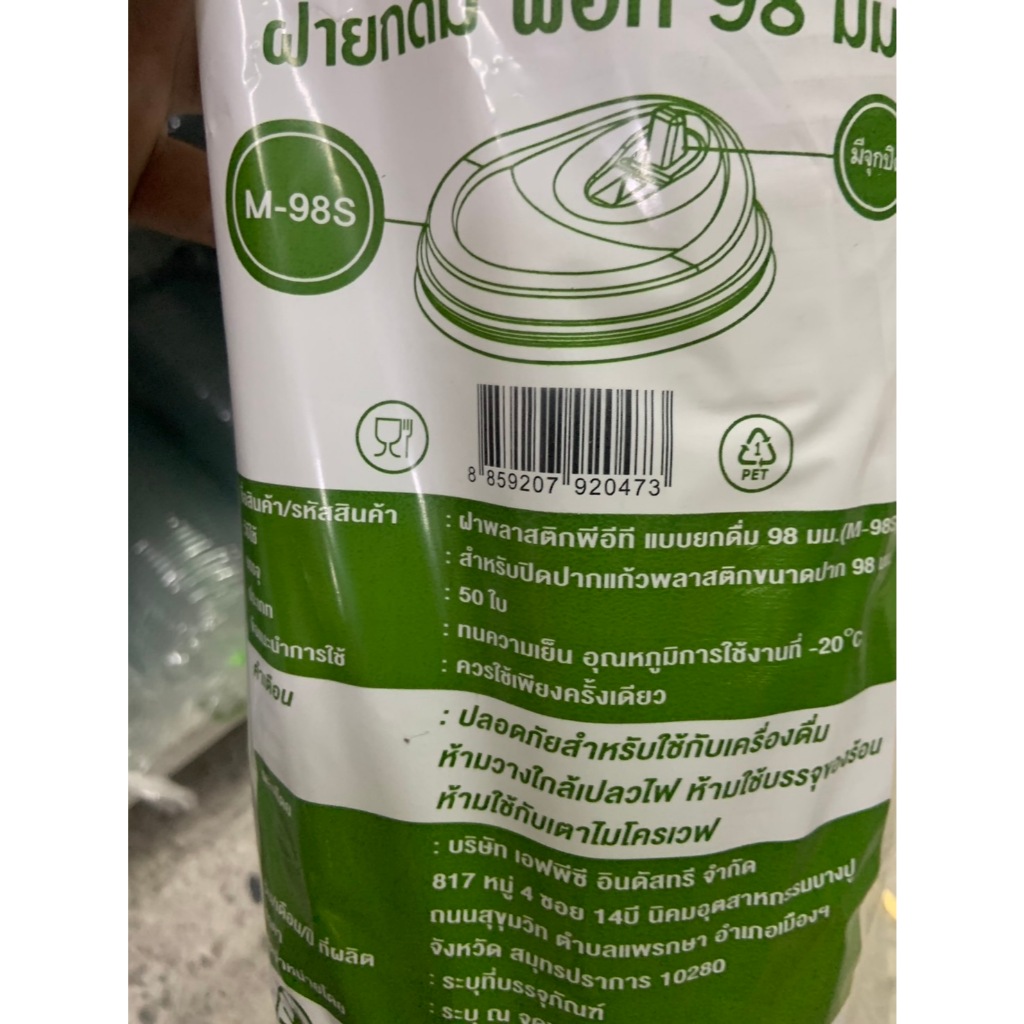 ฝายกดื่ม พอก 98 มม
M-98S
มีจุกปิด
8 859207 920473
1
PET
สินค้า/รหัสสินค้า : ฝาพลาสติกพีอีที แบบยกดื่ม 98 มม.(M-98S
: สำหรับปิดปากแก้วพลาสติกขนาดปาก 98
: 50 ใบ
: ทนความเย็น อุณหภูมิการใช้งานที่ -20°C
แนะนำการใช้ : ควรใช้เพียงครั้งเดียว
คำเตือน : ปลอดภัยสำหรับใช้กับเครื่องดื่ม
ห้ามวางใกล้เปลวไฟ ห้ามใช้บรรจุของร้อน
ห้ามใช้กับเตาไมโครเวฟ
: บริษัท เอฟพีซี อินดัสทรี จำกัด
817 หมู่ 4 ซอย 14บี นิคมอุตสาหกรรมบางปู
ถนนสุขุมวิท ตำบลแพรกษา อำเภอเมืองฯ
จังหวัด สมุทรปราการ 10280
/เดือน/ปี ที่ผลิต : ระบุที่บรรจุภัณฑ์
: ระบุ ณ จุด